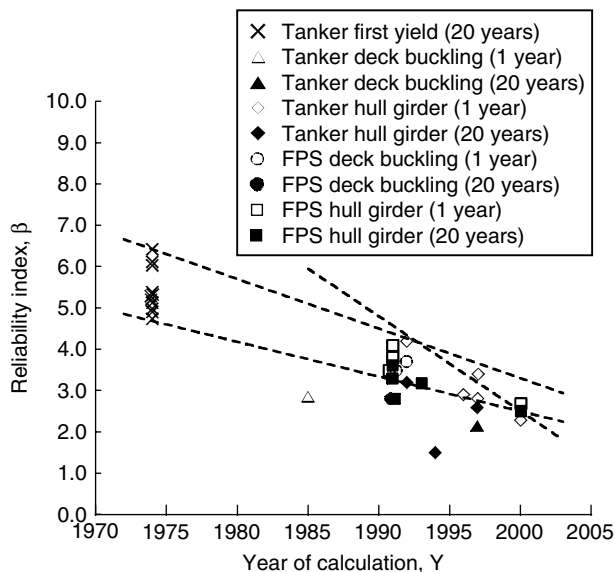 Tanker first yield (20 years)
Tanker deck buckling (1 year)
Tanker deck buckling (20 years)
Tanker hull girder (1 year)
Tanker hull girder (20 years)
FPS deck buckling (1 year)
FPS deck buckling (20 years)
FPS hull girder (1 year)
FPS hull girder (20 years)
Reliability index, β
10.0
9.0
8.0
7.0
6.0
5.0
4.0
3.0
2.0
1.0
0.0
1970 1975 1980 1985 1990 1995 2000 2005
Year of calculation, Y